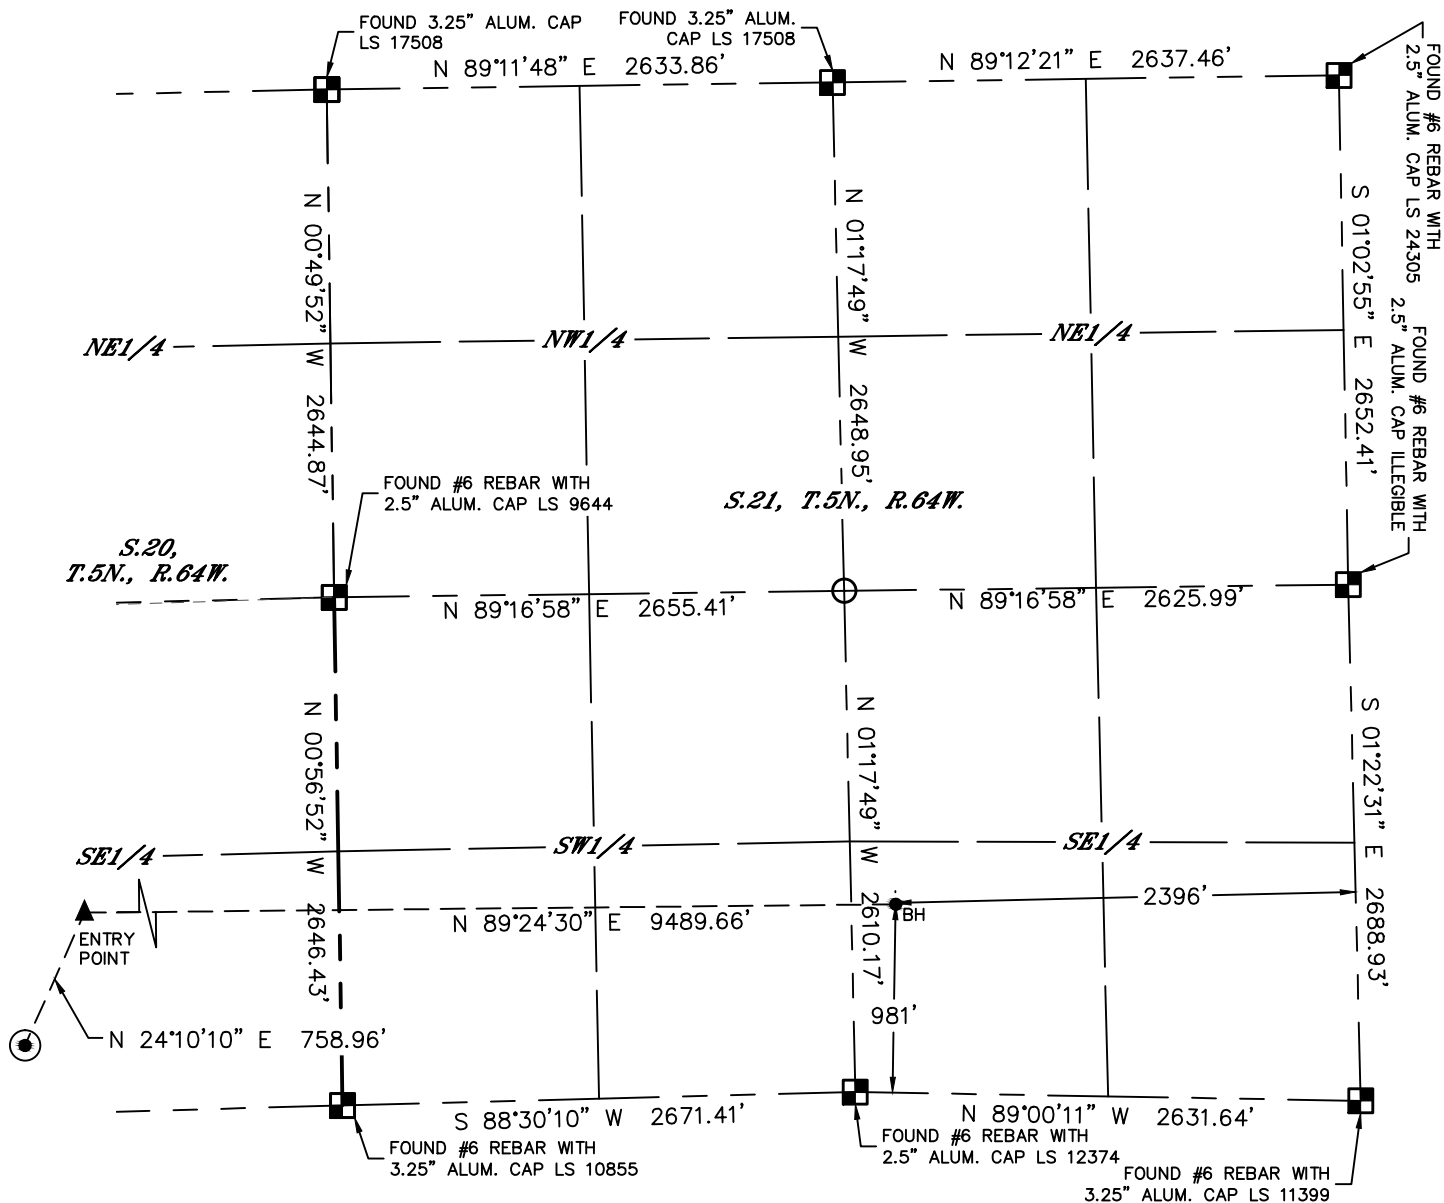 FOUND 3.25" ALUM. CAP
LS 17508
FOUND 3.25" ALUM.
CAP LS 17508
N 89°11'48" E 2633.86'
N 89°12'21" E 2637.46'
FOUND #6 REBAR WITH
2.5" ALUM. CAP LS 24305
N 00°49'52" W 2644.87'
N 01°17'49" W 2648.95'
S 01°02'55" E 2652.41'
NE1/4
NW1/4
NE1/4
FOUND #6 REBAR WITH
2.5" ALUM. CAP ILLEGIBLE
FOUND #6 REBAR WITH
2.5" ALUM. CAP LS 9644
S.21, T.5N., R.64W.
S.20,
T.5N., R.64W.
N 89°16'58" E 2655.41'
N 89°16'58" E 2625.99'
N 00°56'52" W 2646.43'
N 01°17'49" W 2610.17'
S 01°22'31" E 2688.93'
SE1/4
SW1/4
SE1/4
2396'
BH
N 89°24'30" E 9489.66'
ENTRY
POINT
981'
N 24°10'10" E 758.96'
S 88°30'10" W 2671.41'
N 89°00'11" W 2631.64'
FOUND #6 REBAR WITH
3.25" ALUM. CAP LS 10855
FOUND #6 REBAR WITH
2.5" ALUM. CAP LS 12374
FOUND #6 REBAR WITH
3.25" ALUM. CAP LS 11399